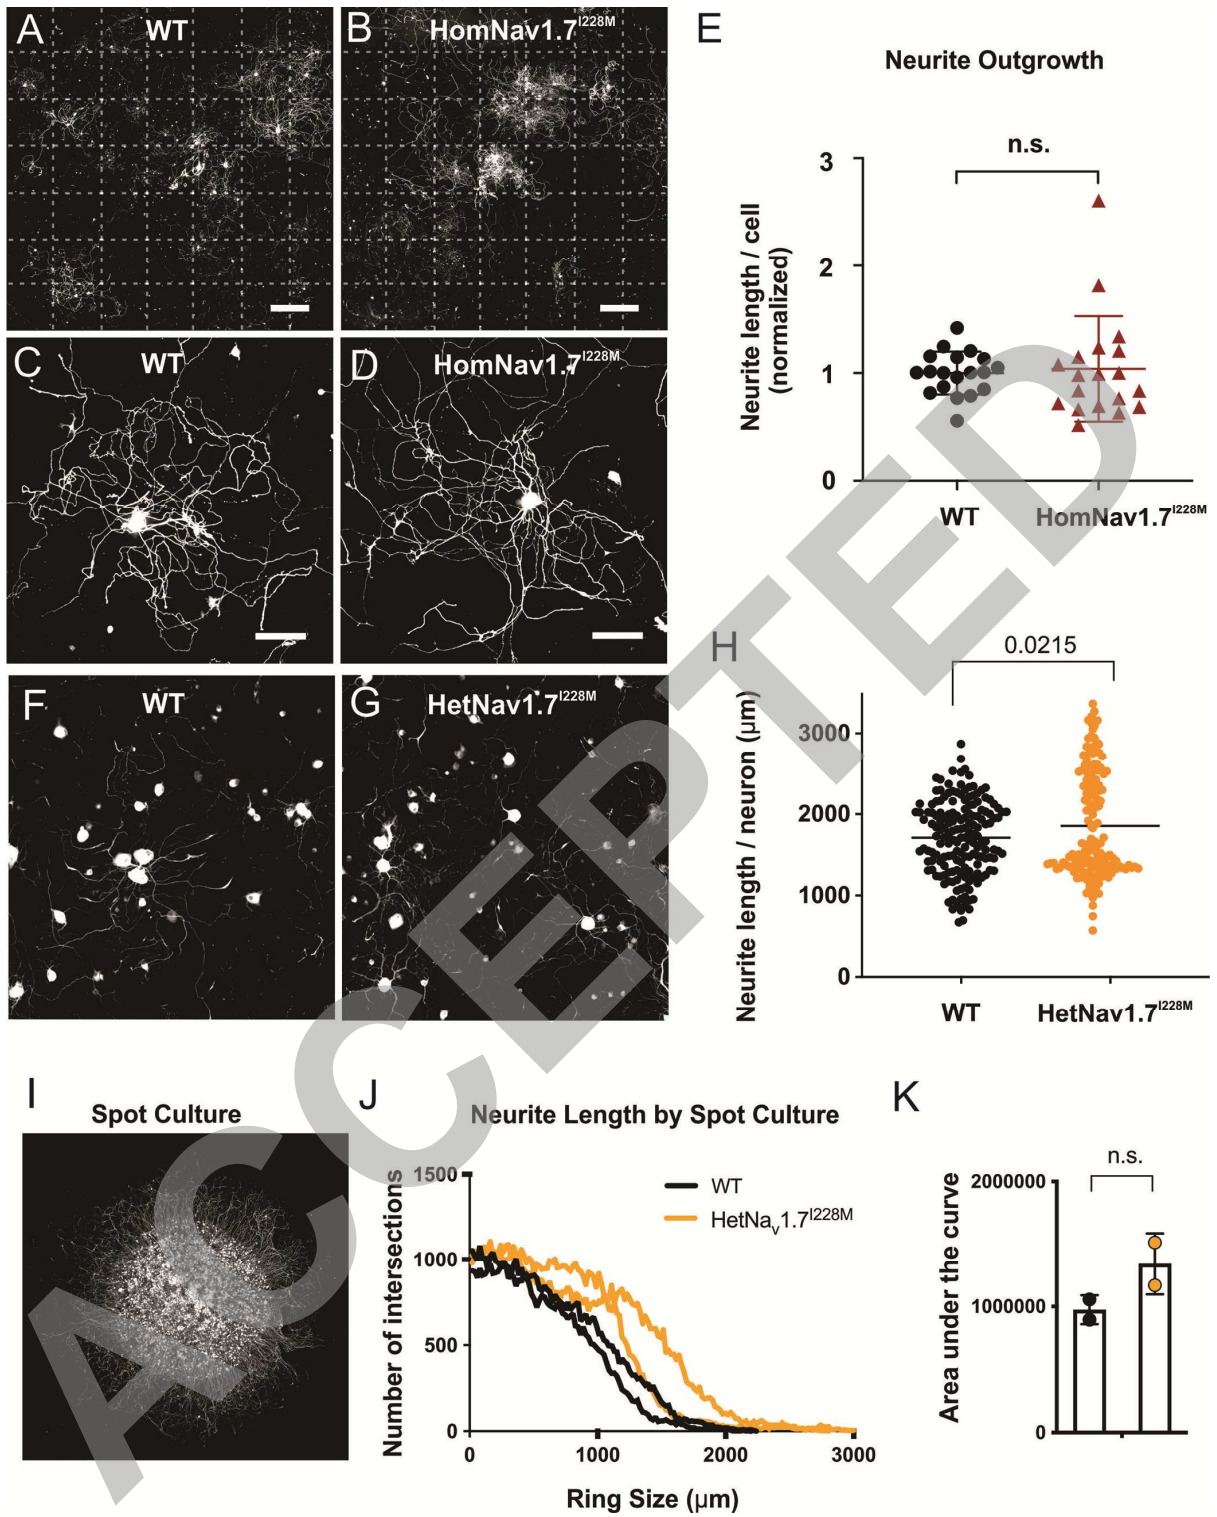 A
WT
B
HomNav1.7I228M
C
WT
D
HomNav1.7I228M
E
Neurite Outgrowth
n.s.
3
2
1
0
Neurite length / cell
(normalized)
WT
HomNav1.7I228M
F
WT
G
HetNav1.7I228M
H
0.0215
3000
2000
1000
0
Neurite length / neuron (µm)
WT
HetNav1.7I228M
I
Spot Culture
J
Neurite Length by Spot Culture
WT
HetNav1.7I228M
1500
1000
500
0
Number of intersections
0
1000
2000
3000
Ring Size (µm)
K
n.s.
2000000
1000000
0
Area under the curve
ACCEPTED